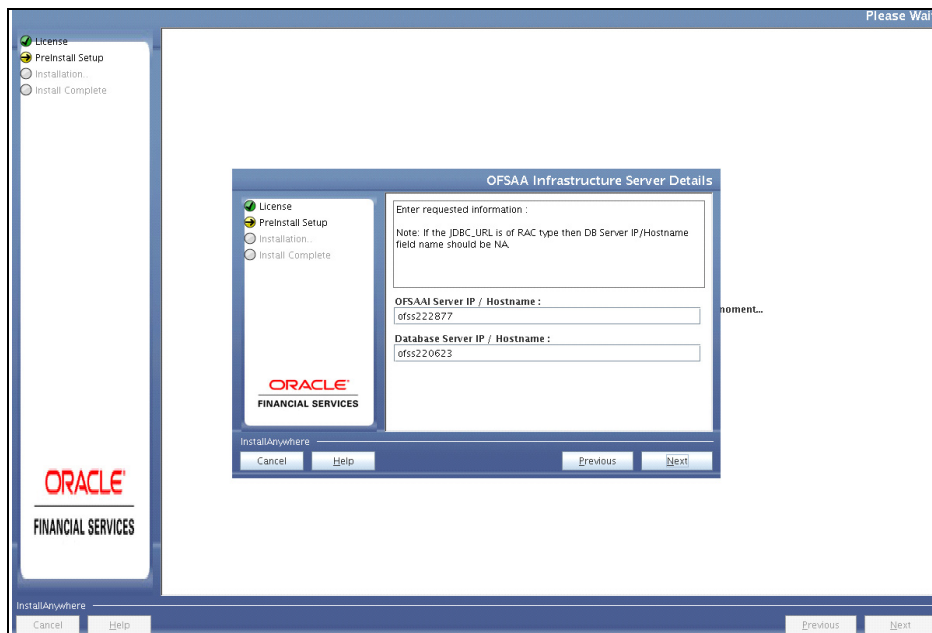 Please Wai
License
PreInstall Setup
Installation...
Install Complete
OFSAA Infrastructure Server Details
License
PreInstall Setup
Installation...
Install Complete
Enter requested information :
Note: If the JDBC_URL is of RAC type then DB Server IP/Hostname
field name should be NA.
OFSAAI Server IP / Hostname :
ofss222877
Database Server IP / Hostname :
ofss220623
moment...
ORACLE
FINANCIAL SERVICES
InstallAnywhere
Cancel
Help
Previous
Next
ORACLE
FINANCIAL SERVICES
InstallAnywhere
Cancel
Help
Previous
Next